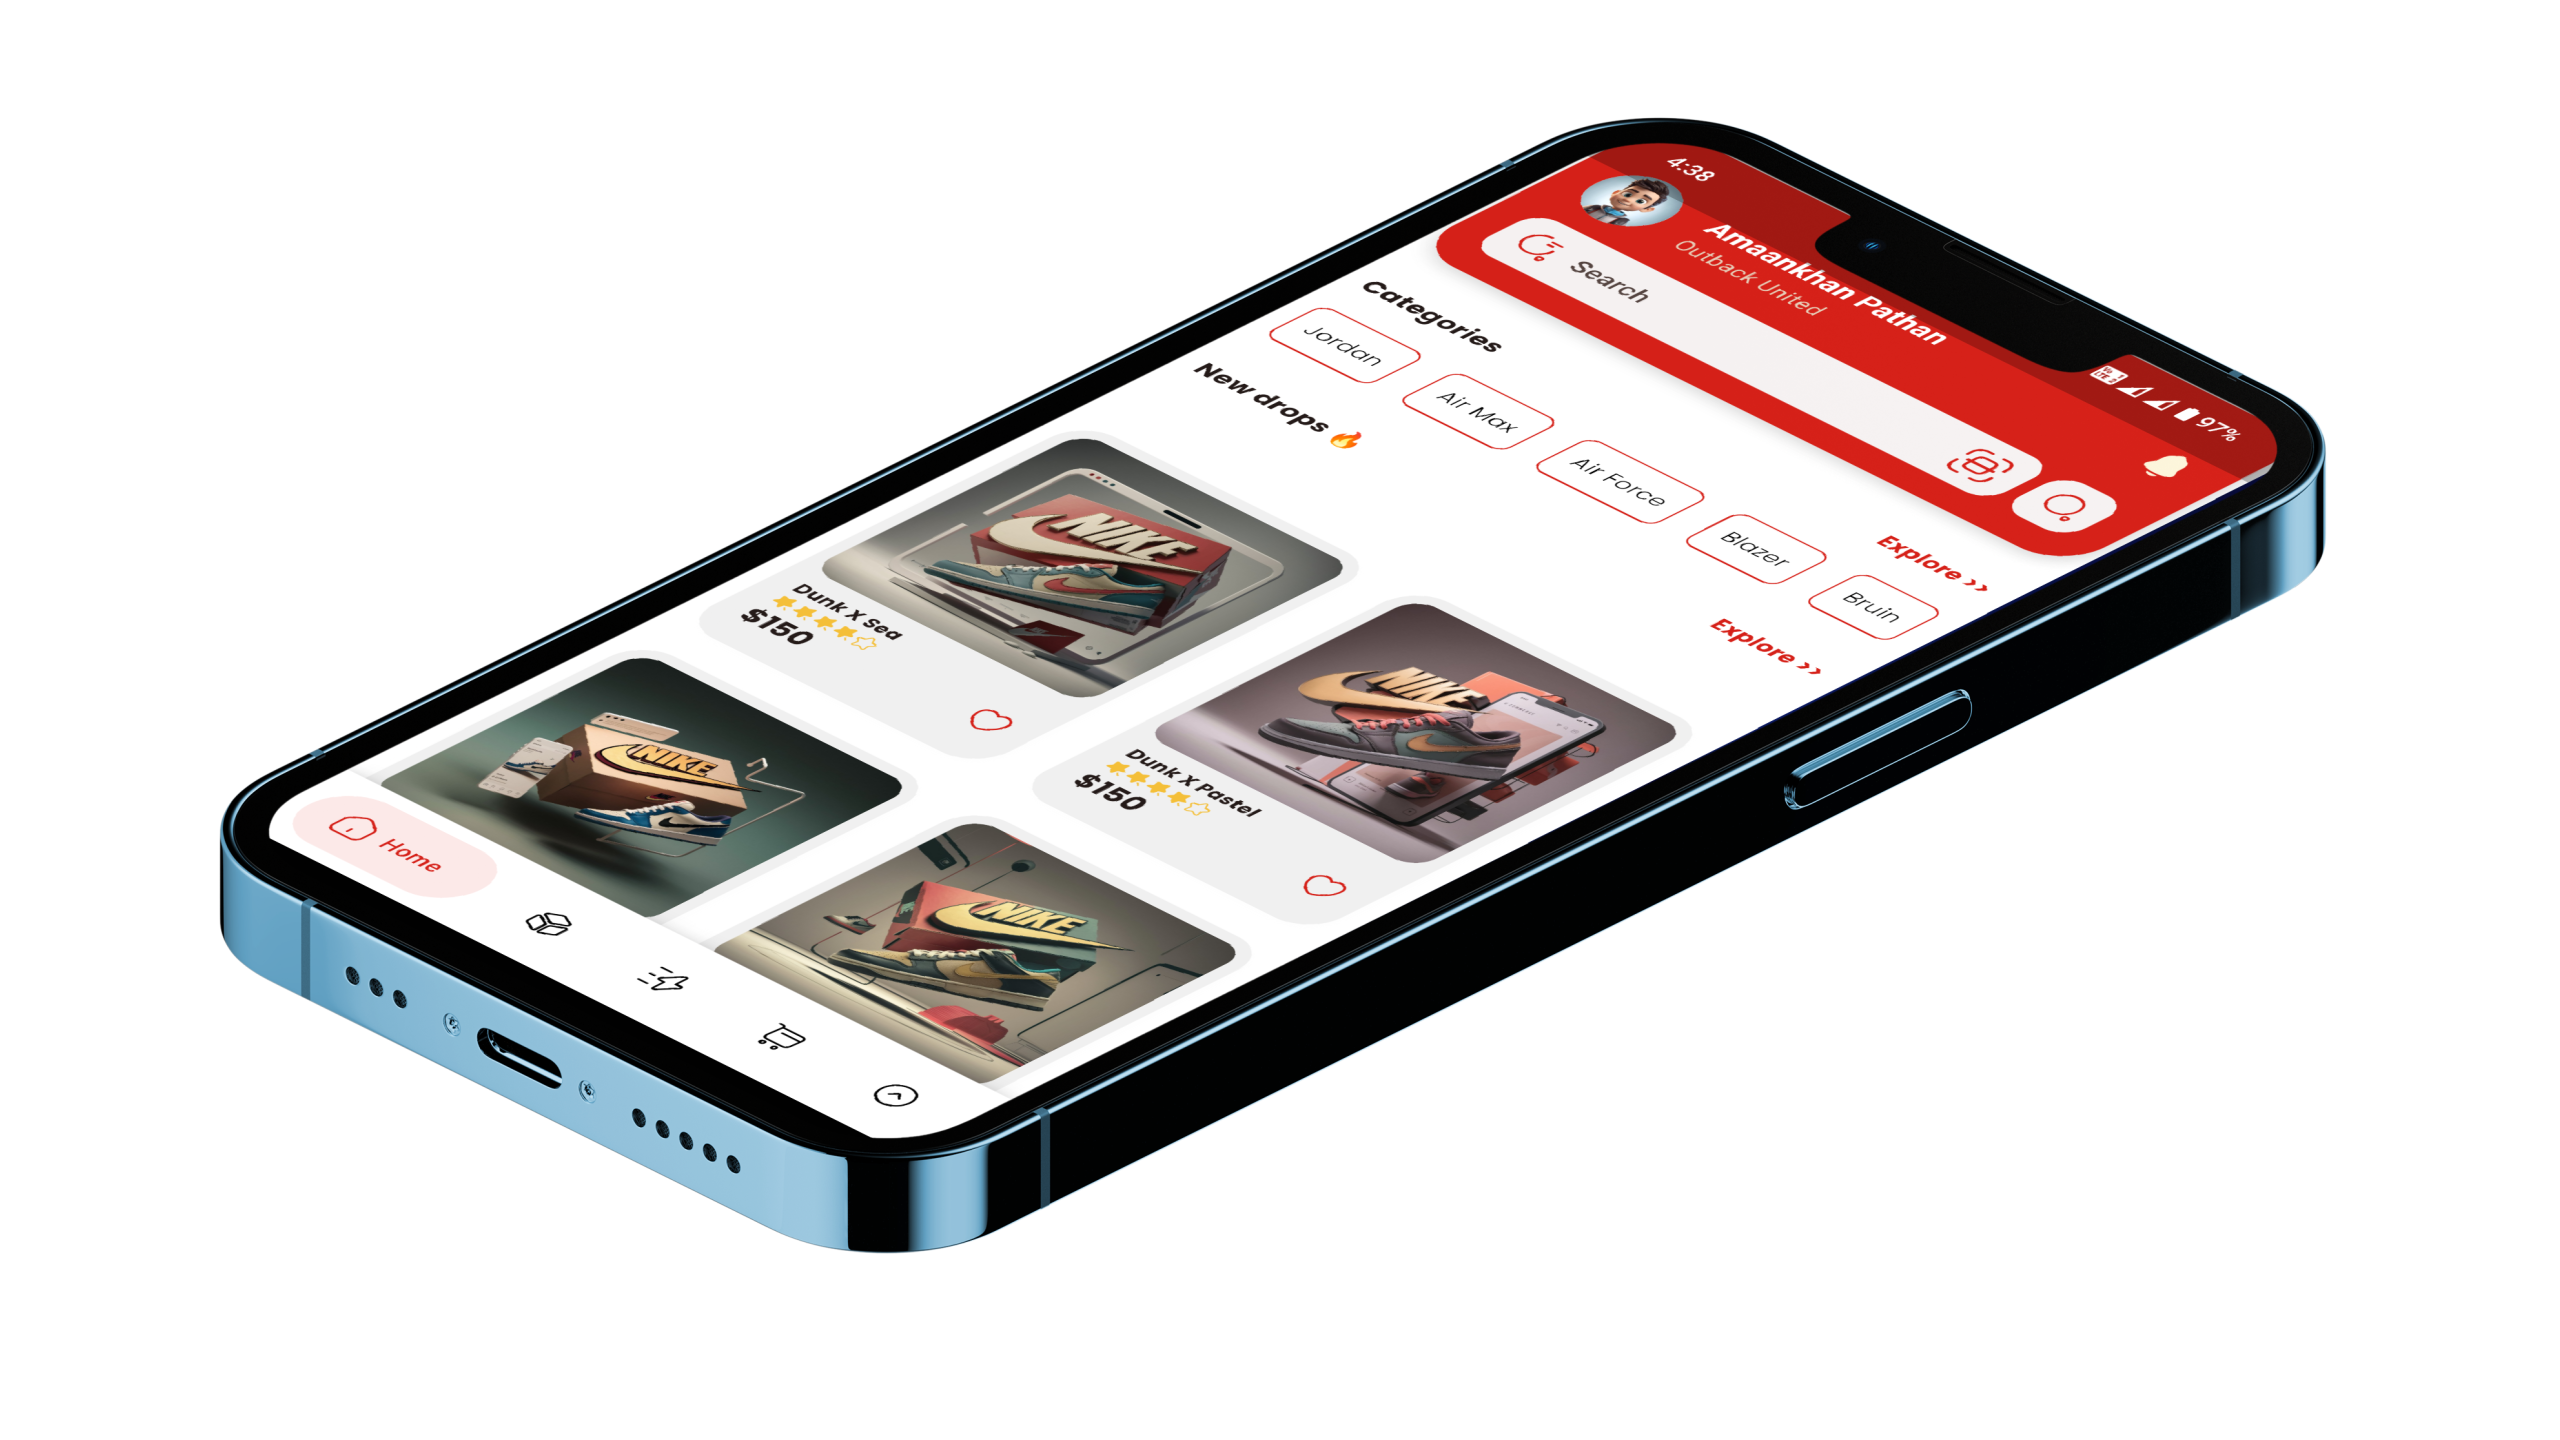 4:38
97%
Amaankhan Pathan
Outback United
Search
Categories
Explore >>
Jordan
Air Max
Air Force
Blazer
Bruin
New drops 🔥
Explore >>
NIKE
Dunk X Sea
$150
NIKE
Dunk X Pastel
$150
NIKE
NIKE
Home